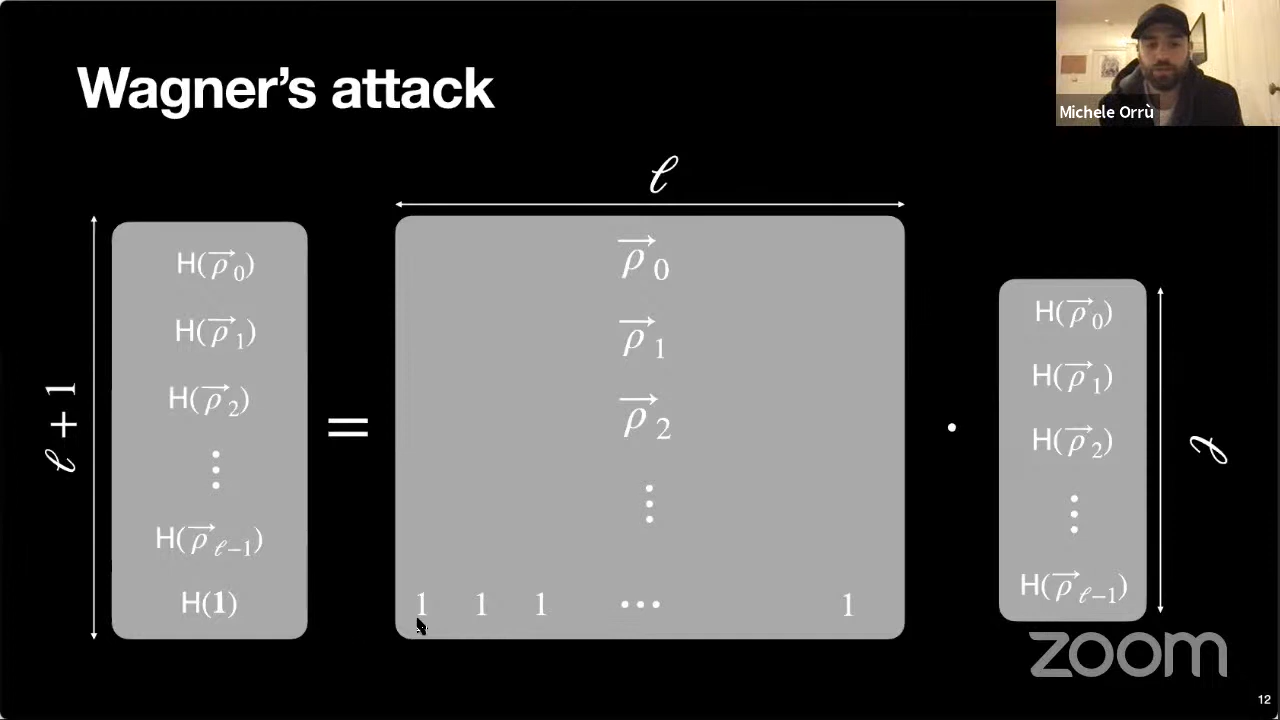 Wagner's attack
Michele Orrù
ℓ
ℓ + 1
H(ρ⃗₀)
H(ρ⃗₁)
H(ρ⃗₂)
⋮
H(ρ⃗ℓ₋₁)
H(𝟏)
=
ρ⃗₀
ρ⃗₁
ρ⃗₂
⋮
1 1 1 ⋯ 1
·
H(ρ⃗₀)
H(ρ⃗₁)
H(ρ⃗₂)
⋮
H(ρ⃗ℓ₋₁)
ℓ
zoom
12